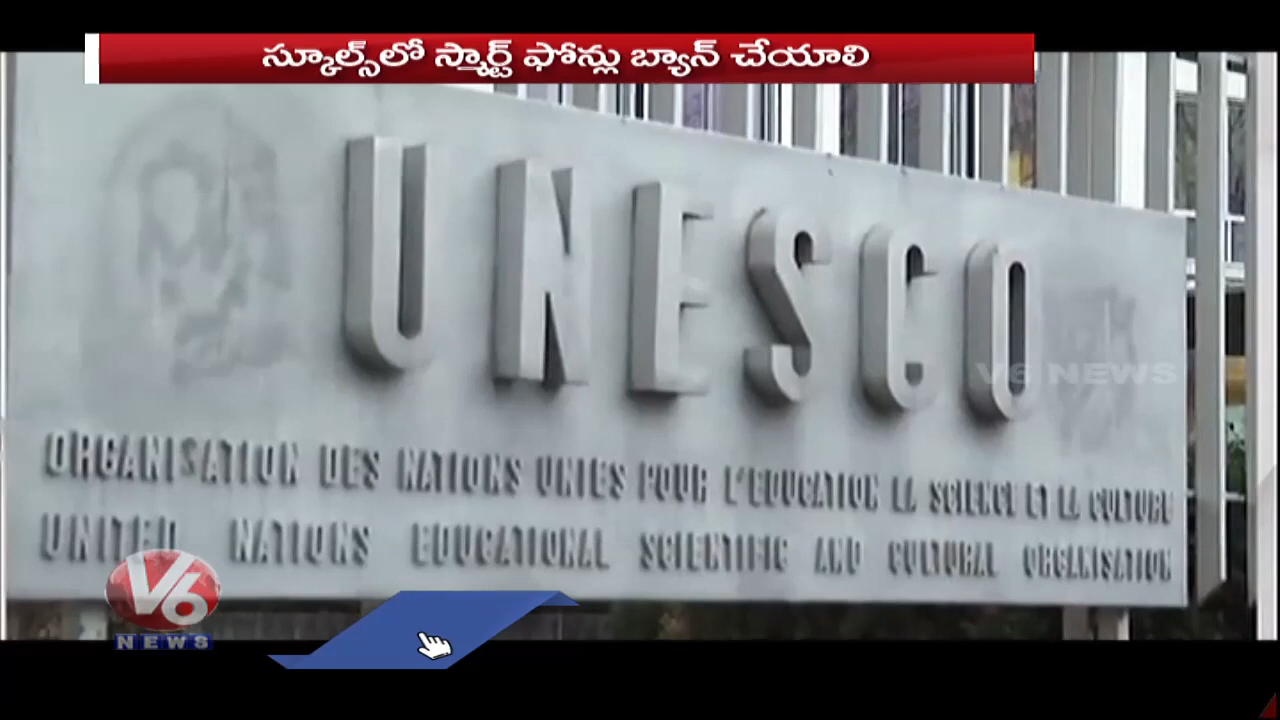 స్కూల్స్‌లో స్మార్ట్ ఫోన్లు బ్యాన్ చేయాలి
UNESCO
V6 NEWS
ORGANISATION DES NATIONS UNIES POUR L'EDUCATION LA SCIENCE ET LA CULTURE
UNITED NATIONS EDUCATIONAL SCIENTIFIC AND CULTURAL ORGANISATION
V6
NEWS